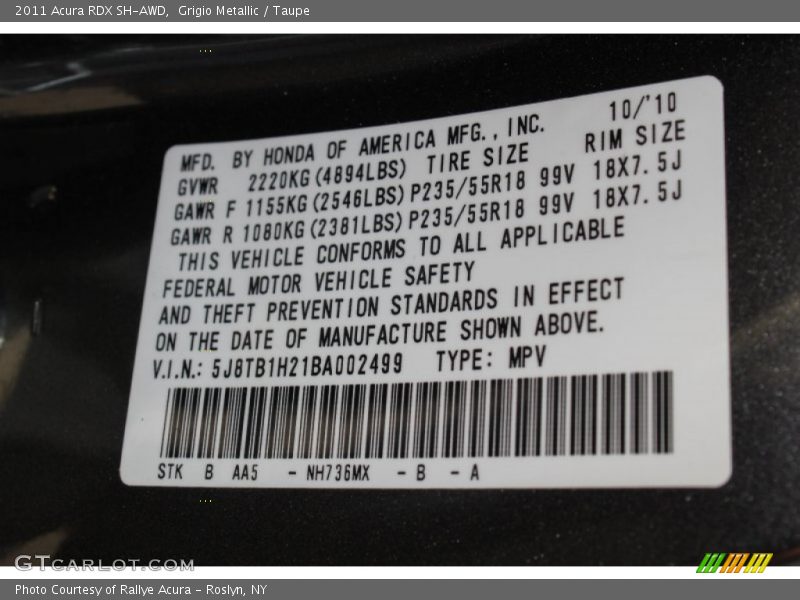 2011 Acura RDX SH-AWD,  Grigio Metallic / Taupe
MFD. BY HONDA OF AMERICA MFG., INC. 10/'10
GVWR 2220KG(4894LBS) TIRE SIZE RIM SIZE
GAWR F 1155KG(2546LBS)P235/55R18 99V 18X7.5J
GAWR R 1080KG(2381LBS)P235/55R18 99V 18X7.5J
THIS VEHICLE CONFORMS TO ALL APPLICABLE
FEDERAL MOTOR VEHICLE SAFETY
AND THEFT PREVENTION STANDARDS IN EFFECT
ON THE DATE OF MANUFACTURE SHOWN ABOVE.
V.I.N.: 5J8TB1H21BA002499 TYPE: MPV
STK B AA5 - NH736MX - B - A
GTCARLOT.COM
Photo Courtesy of Rallye Acura - Roslyn, NY